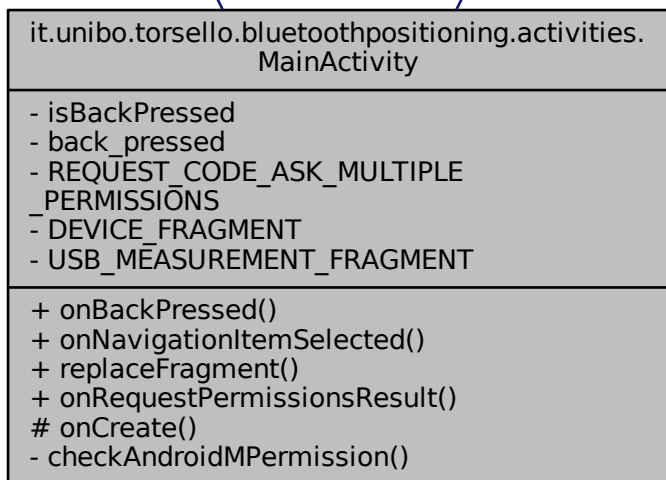 it.unibo.torsello.bluetoothpositioning.activities.
MainActivity
- isBackPressed
- back_pressed
- REQUEST_CODE_ASK_MULTIPLE
_PERMISSIONS
- DEVICE_FRAGMENT
- USB_MEASUREMENT_FRAGMENT
+ onBackPressed()
+ onNavigationItemSelected()
+ replaceFragment()
+ onRequestPermissionsResult()
# onCreate()
- checkAndroidMPermission()